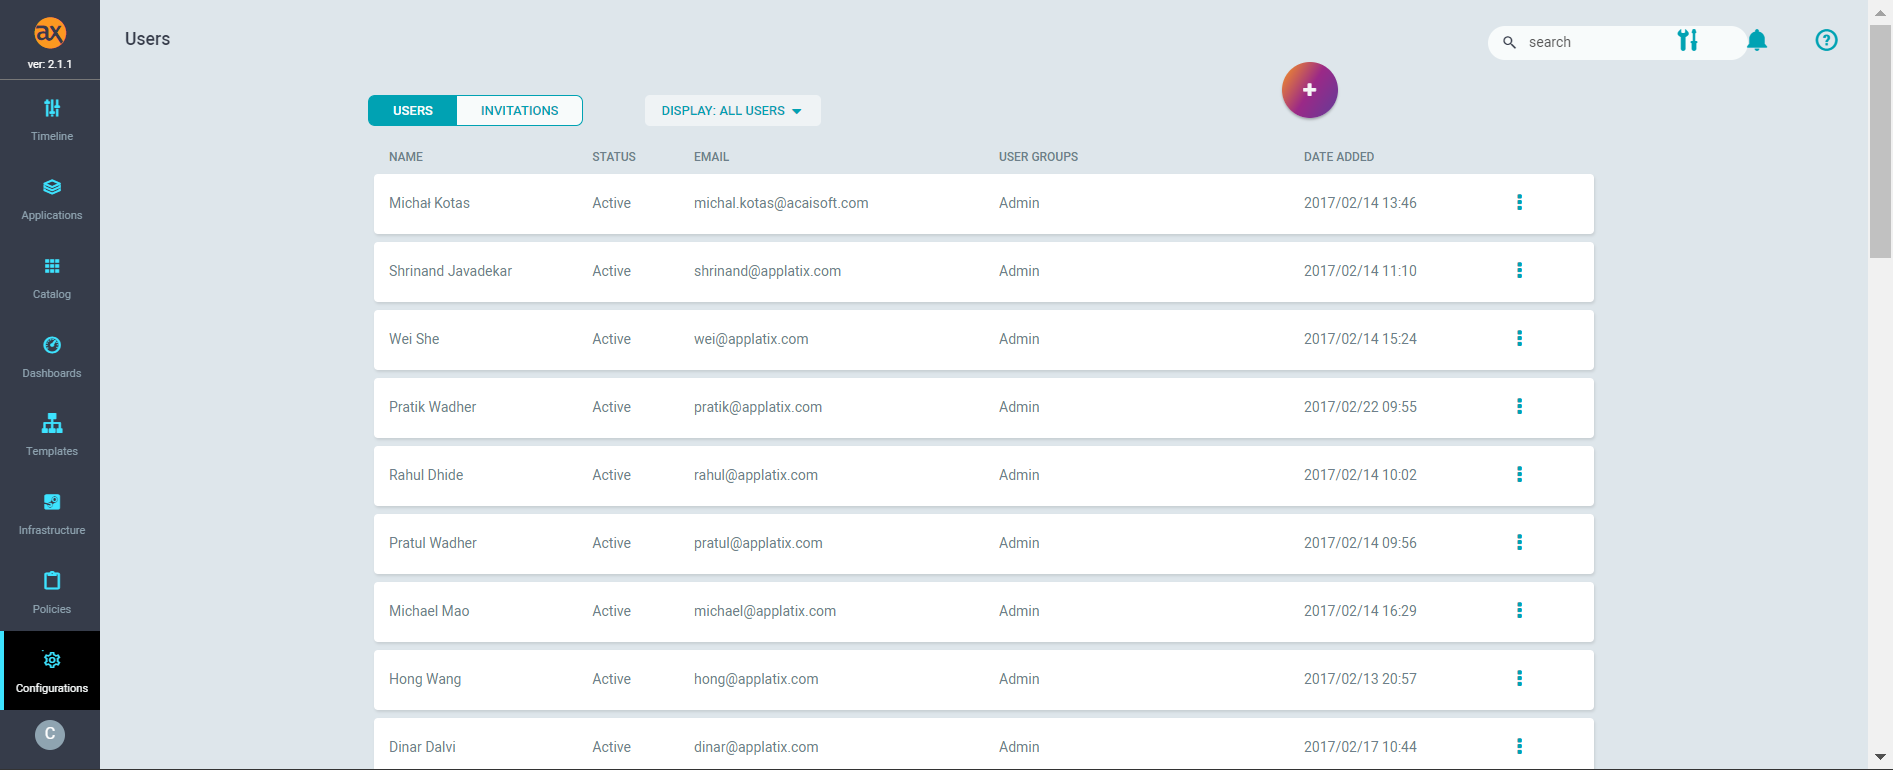 ax
ver: 2.1.1
Timeline
Applications
Catalog
Dashboards
Templates
Infrastructure
Policies
Configurations
C
Users
search
?
+
USERS INVITATIONS DISPLAY: ALL USERS
NAME STATUS EMAIL USER GROUPS DATE ADDED
Michał Kotas Active michal.kotas@acaisoft.com Admin 2017/02/14 13:46
Shrinand Javadekar Active shrinand@applatix.com Admin 2017/02/14 11:10
Wei She Active wei@applatix.com Admin 2017/02/14 15:24
Pratik Wadher Active pratik@applatix.com Admin 2017/02/22 09:55
Rahul Dhide Active rahul@applatix.com Admin 2017/02/14 10:02
Pratul Wadher Active pratul@applatix.com Admin 2017/02/14 09:56
Michael Mao Active michael@applatix.com Admin 2017/02/14 16:29
Hong Wang Active hong@applatix.com Admin 2017/02/13 20:57
Dinar Dalvi Active dinar@applatix.com Admin 2017/02/17 10:44